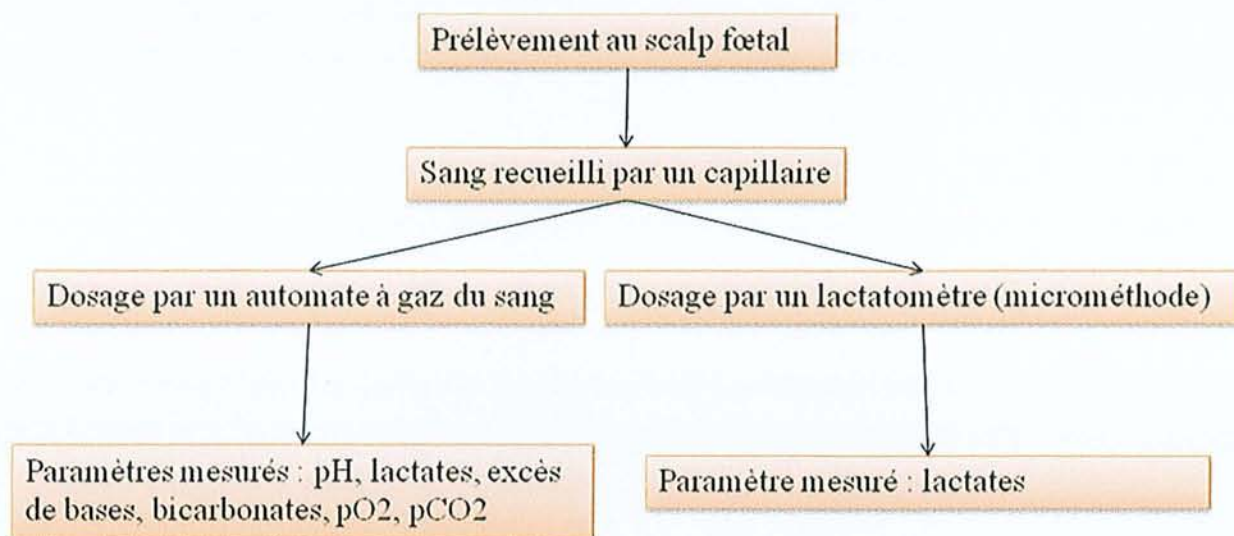 Prélèvement au scalp fœtal
Sang recueilli par un capillaire
Dosage par un automate à gaz du sang
Dosage par un lactatomètre (microméthode)
Paramètres mesurés : pH, lactates, excès
de bases, bicarbonates, pO2, pCO2
Paramètre mesuré : lactates